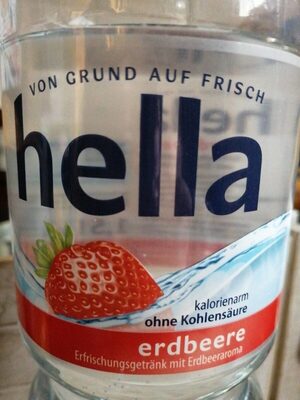 VON GRUND AUF FRISCH
hella
kalorienarm
ohne Kohlensäure
erdbeere
Erfrischungsgetränk mit Erdbeeraroma